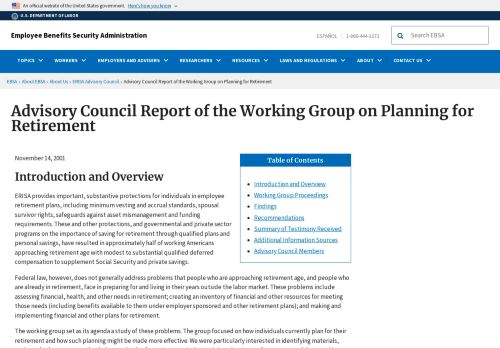 An official website of the United States government. Here's how you know
U.S. DEPARTMENT OF LABOR
Employee Benefits Security Administration
ESPAÑOL | 1-866-444-3272
Search EBSA
TOPICS WORKERS EMPLOYERS AND ADVISERS RESEARCHERS RESOURCES LAWS AND REGULATIONS ABOUT CONTACT US
EBSA › About EBSA › About Us › ERISA Advisory Council › Advisory Council Report of the Working Group on Planning for Retirement
Advisory Council Report of the Working Group on Planning for
Retirement
November 14, 2001
Introduction and Overview
ERISA provides important, substantive protections for individuals in employee
retirement plans, including minimum vesting and accrual standards, spousal
survivor rights, safeguards against asset mismanagement and funding
requirements. These and other protections, and governmental and private sector
programs on the importance of saving for retirement through qualified plans and
personal savings, have resulted in approximately half of working Americans
approaching retirement age with modest to substantial qualified deferred
compensation to supplement Social Security and private savings.
Table of Contents
Introduction and Overview
Working Group Proceedings
Findings
Recommendations
Summary of Testimony Received
Additional Information Sources
Advisory Council Members
Federal law, however, does not generally address problems that people who are approaching retirement age, and people who
are already in retirement, face in preparing for and living in their years outside the labor market. These problems include
assessing financial, health, and other needs in retirement; creating an inventory of financial and other resources for meeting
those needs (including benefits available to them under employer sponsored and other retirement plans); and making and
implementing financial and other plans for retirement.
The working group set as its agenda a study of these problems. The group focused on how individuals currently plan for their
retirement and how such planning might be made more effective. We were particularly interested in identifying materials,